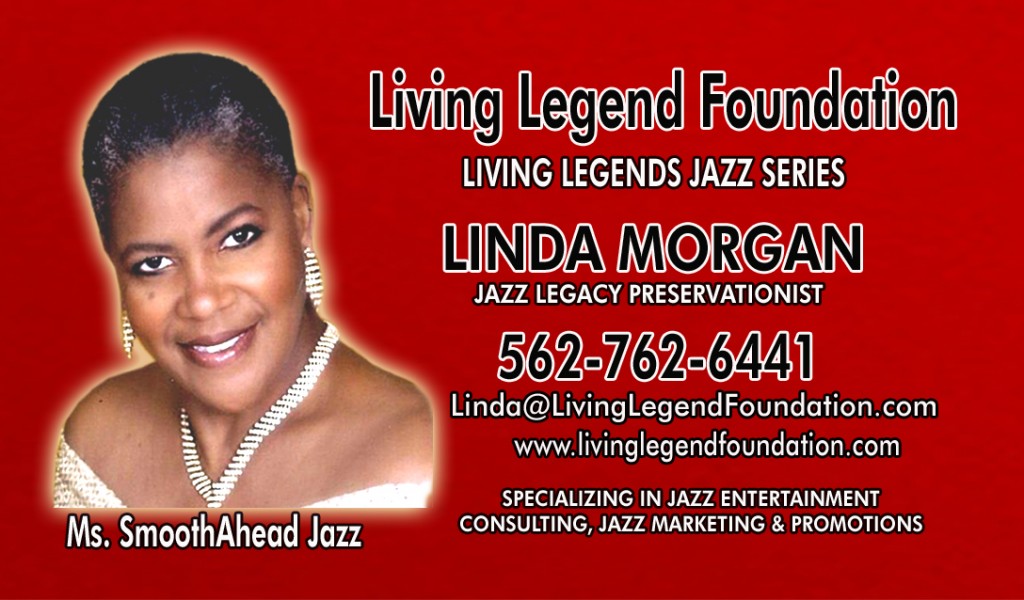 Living Legend Foundation
LIVING LEGENDS JAZZ SERIES
LINDA MORGAN
JAZZ LEGACY PRESERVATIONIST
562-762-6441
Linda@LivingLegendFoundation.com
www.livinglegendfoundation.com
SPECIALIZING IN JAZZ ENTERTAINMENT
CONSULTING, JAZZ MARKETING & PROMOTIONS
Ms. SmoothAhead Jazz